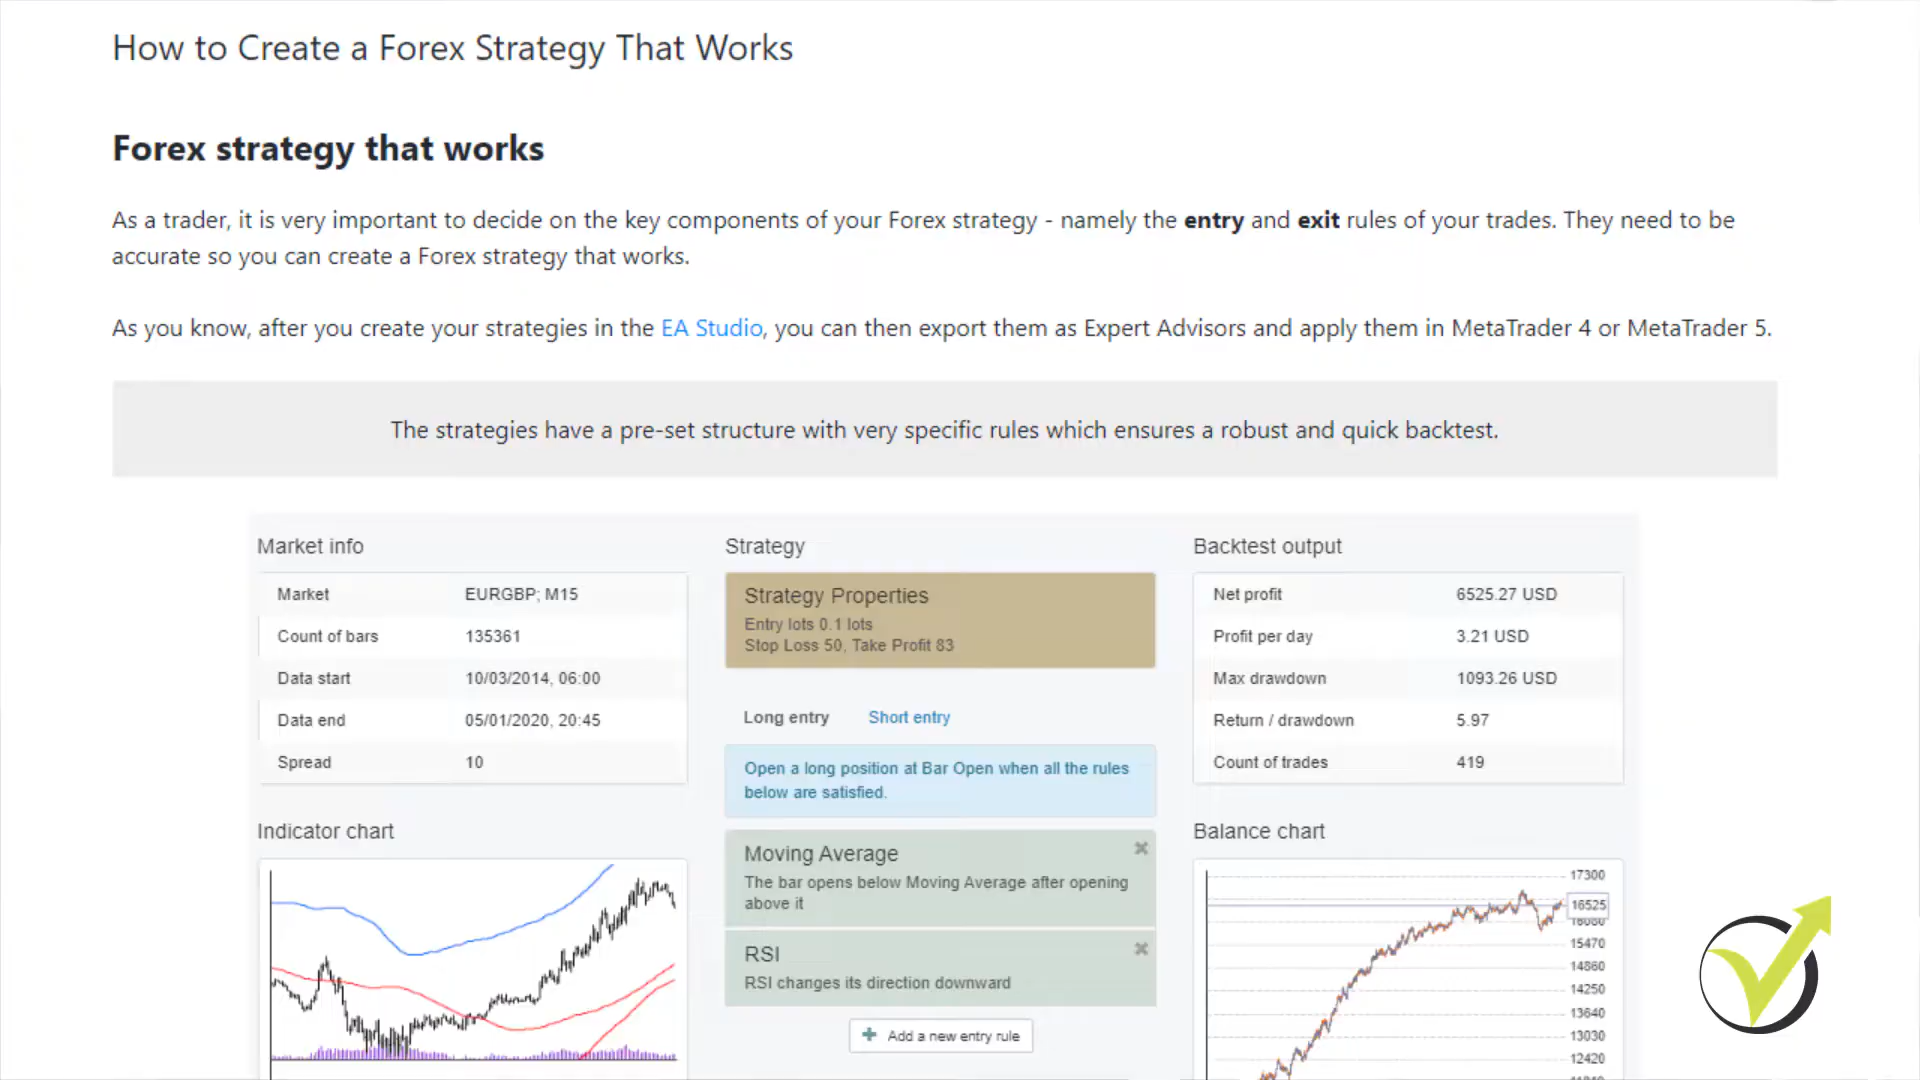 How to Create a Forex Strategy That Works
Forex strategy that works
As a trader, it is very important to decide on the key components of your Forex strategy - namely the entry and exit rules of your trades. They need to be
accurate so you can create a Forex strategy that works.
As you know, after you create your strategies in the EA Studio, you can then export them as Expert Advisors and apply them in MetaTrader 4 or MetaTrader 5.
The strategies have a pre-set structure with very specific rules which ensures a robust and quick backtest.
Market info
Market EURGBP; M15
Count of bars 135361
Data start 10/03/2014, 06:00
Data end 05/01/2020, 20:45
Spread 10
Indicator chart
Strategy
Strategy Properties
Entry lots 0.1 lots
Stop Loss 50, Take Profit 83
Long entry Short entry
Open a long position at Bar Open when all the rules
below are satisfied.
Moving Average
The bar opens below Moving Average after opening
above it
RSI
RSI changes its direction downward
Add a new entry rule
Backtest output
Net profit 6525.27 USD
Profit per day 3.21 USD
Max drawdown 1093.26 USD
Return / drawdown 5.97
Count of trades 419
Balance chart
17300
16525
15470
14860
14250
13640
13030
12420